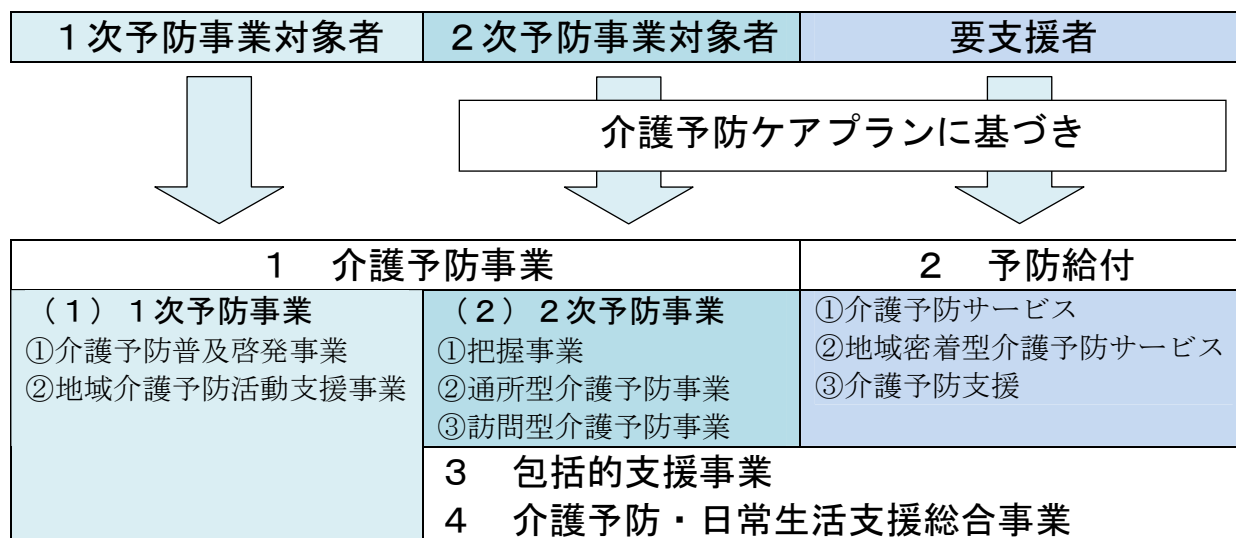 １次予防事業対象者
２次予防事業対象者
要支援者
介護予防ケアプランに基づき
１　介護予防事業
２　予防給付
（１）１次予防事業
①介護予防普及啓発事業
②地域介護予防活動支援事業
（２）２次予防事業
①把握事業
②通所型介護予防事業
③訪問型介護予防事業
①介護予防サービス
②地域密着型介護予防サービス
③介護予防支援
３　包括的支援事業
４　介護予防・日常生活支援総合事業